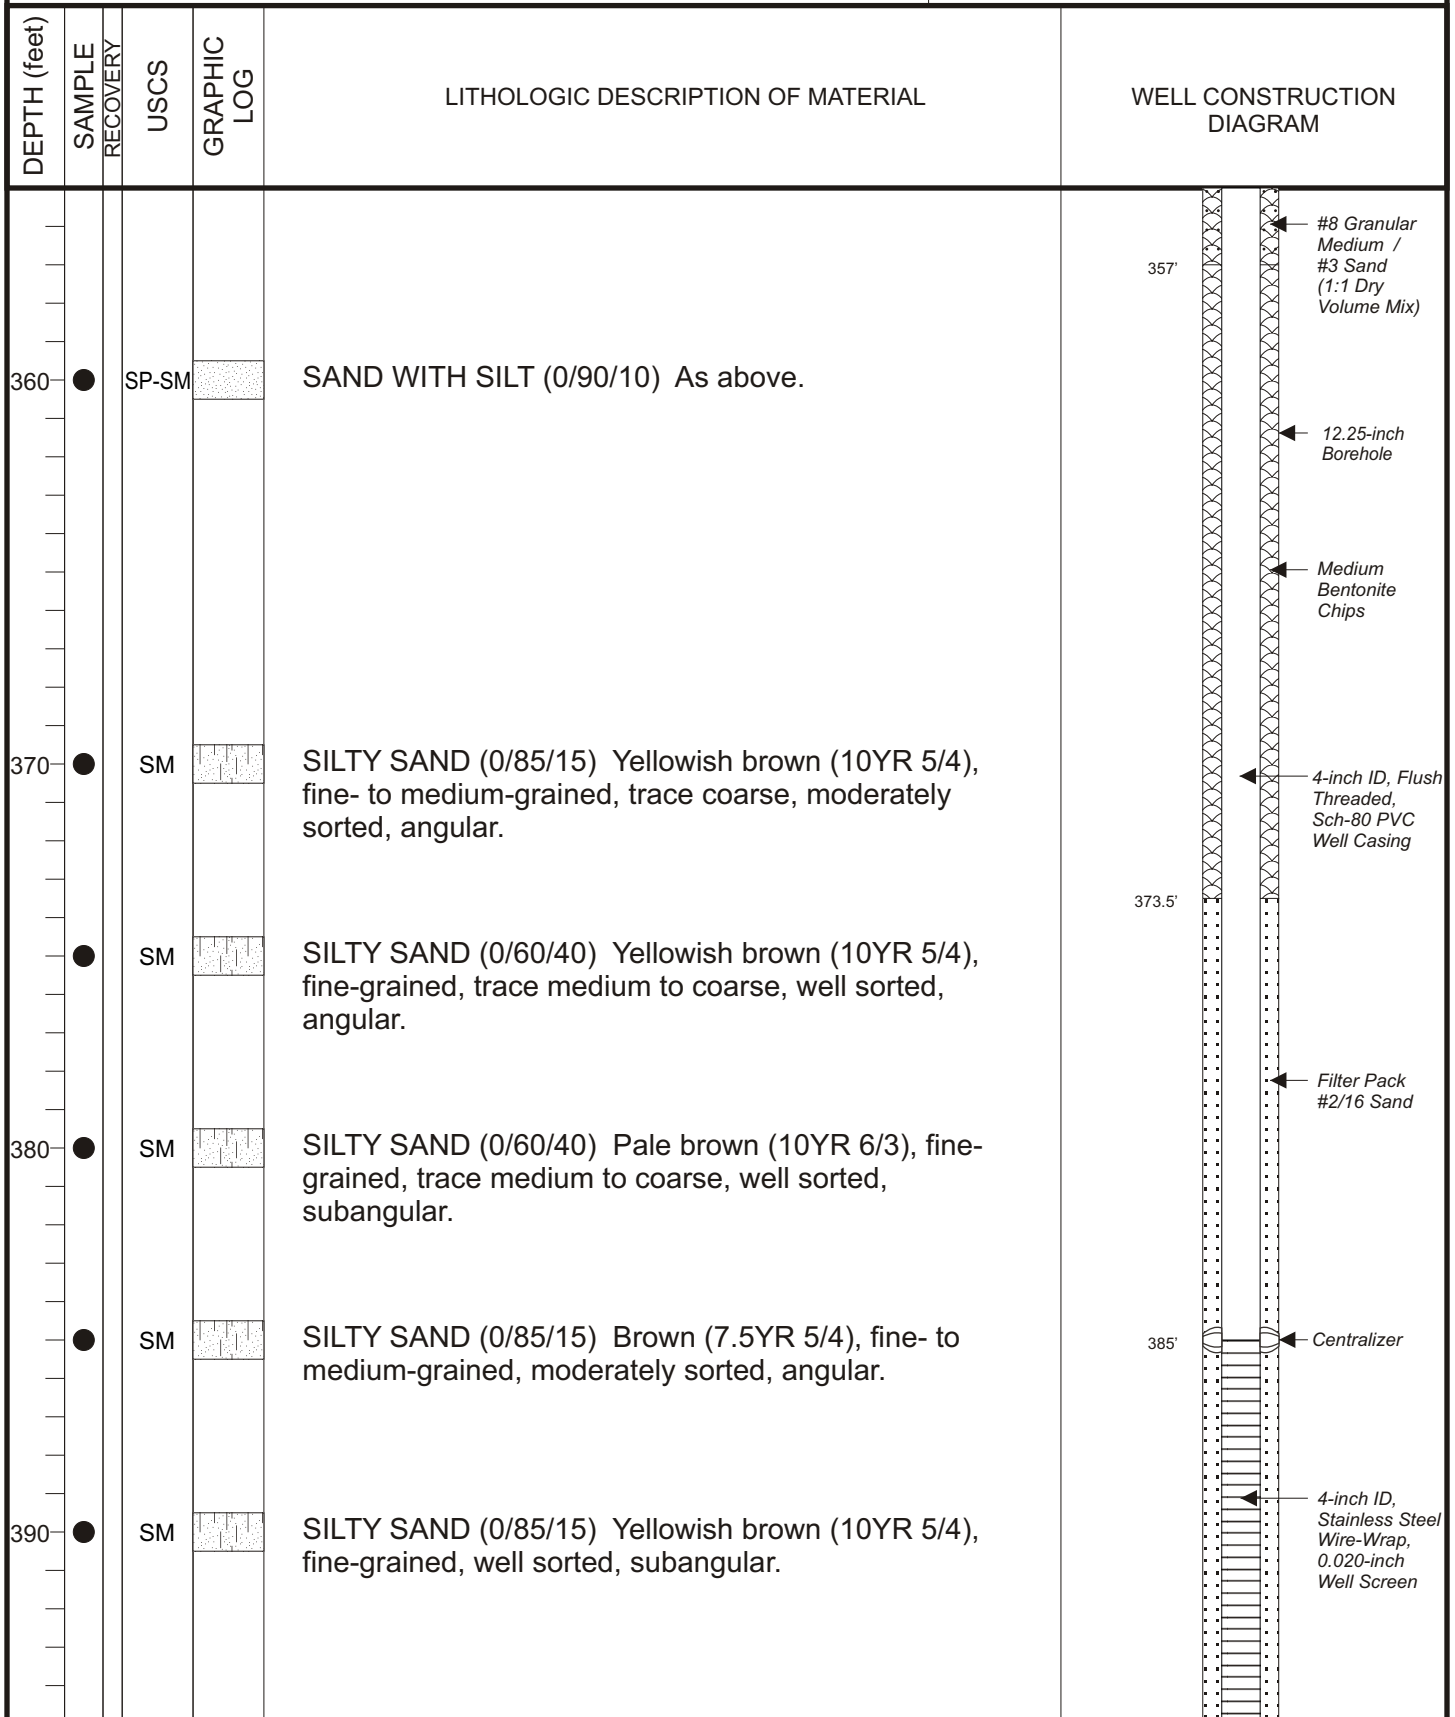 DEPTH (feet)
SAMPLE
RECOVERY
USCS
GRAPHIC
LOG
LITHOLOGIC DESCRIPTION OF MATERIAL
WELL CONSTRUCTION
DIAGRAM
#8 Granular
Medium /
#3 Sand
(1:1 Dry
Volume Mix)
357'
360
SP-SM
SAND WITH SILT (0/90/10) As above.
12.25-inch
Borehole
Medium
Bentonite
Chips
370
SM
SILTY SAND (0/85/15) Yellowish brown (10YR 5/4),
fine- to medium-grained, trace coarse, moderately
sorted, angular.
4-inch ID, Flush
Threaded,
Sch-80 PVC
Well Casing
373.5'
SM
SILTY SAND (0/60/40) Yellowish brown (10YR 5/4),
fine-grained, trace medium to coarse, well sorted,
angular.
Filter Pack
#2/16 Sand
380
SM
SILTY SAND (0/60/40) Pale brown (10YR 6/3), fine-
grained, trace medium to coarse, well sorted,
subangular.
SM
SILTY SAND (0/85/15) Brown (7.5YR 5/4), fine- to
medium-grained, moderately sorted, angular.
385'
Centralizer
390
SM
SILTY SAND (0/85/15) Yellowish brown (10YR 5/4),
fine-grained, well sorted, subangular.
4-inch ID,
Stainless Steel
Wire-Wrap,
0.020-inch
Well Screen